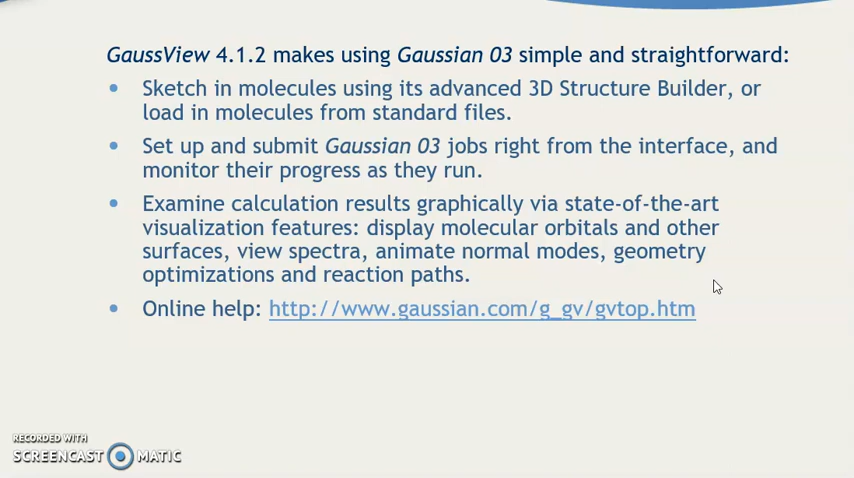 GaussView 4.1.2 makes using Gaussian 03 simple and straightforward:
• Sketch in molecules using its advanced 3D Structure Builder, or
load in molecules from standard files.
• Set up and submit Gaussian 03 jobs right from the interface, and
monitor their progress as they run.
• Examine calculation results graphically via state-of-the-art
visualization features: display molecular orbitals and other
surfaces, view spectra, animate normal modes, geometry
optimizations and reaction paths.
• Online help: http://www.gaussian.com/g_gv/gvtop.htm
RECORDED WITH
SCREENCAST MATIC